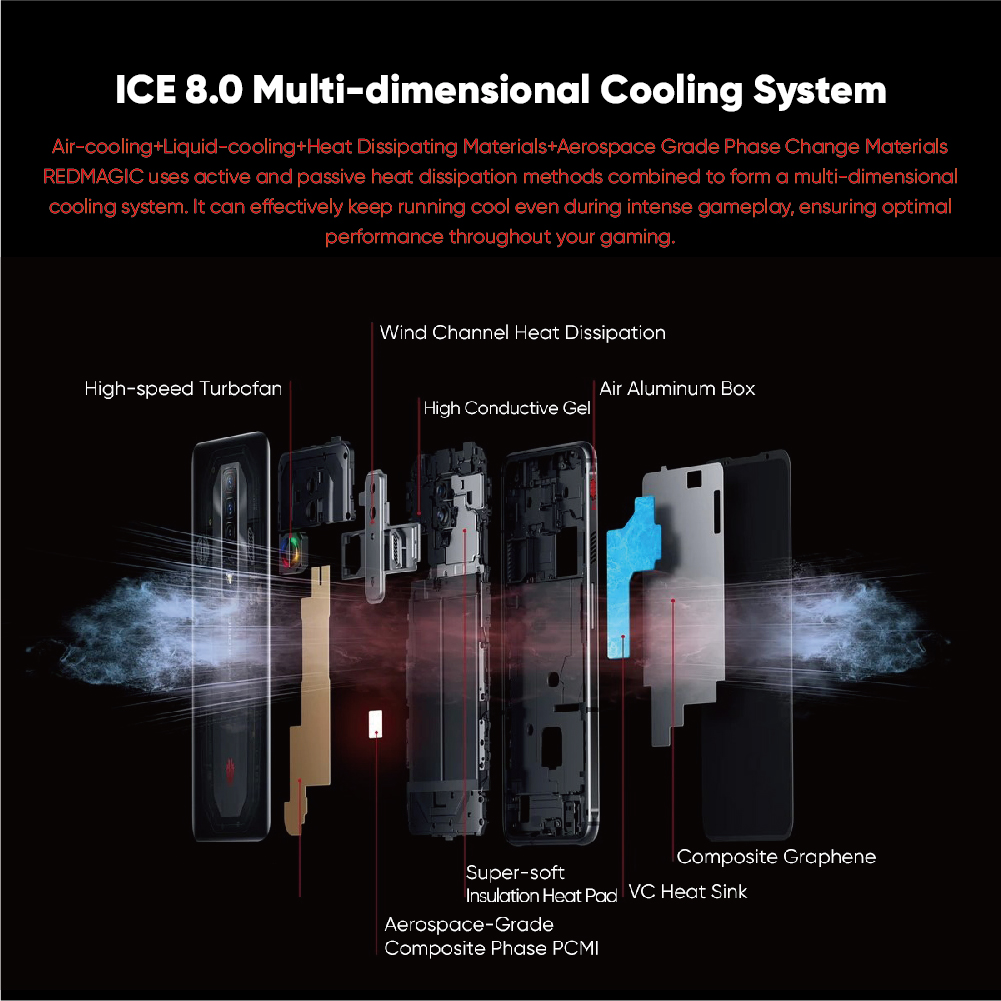 ICE 8.0 Multi-dimensional Cooling System
Air-cooling+Liquid-cooling+Heat Dissipating Materials+Aerospace Grade Phase Change Materials
REDMAGIC uses active and passive heat dissipation methods combined to form a multi-dimensional
cooling system. It can effectively keep running cool even during intense gameplay, ensuring optimal
performance throughout your gaming.
Wind Channel Heat Dissipation
High-speed Turbofan
Air Aluminum Box
High Conductive Gel
Composite Graphene
Super-soft
Insulation Heat Pad
VC Heat Sink
Aerospace-Grade
Composite Phase PCMI